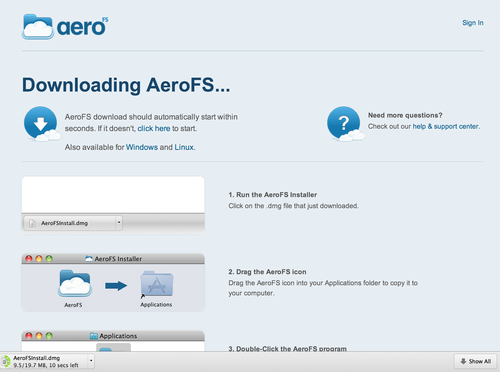 aeroFS
Sign In
Downloading AeroFS...
AeroFS download should automatically start within
seconds. If it doesn't, click here to start.
Also available for Windows and Linux.
?
Need more questions?
Check out our help & support center.
AeroFSInstall.dmg
1. Run the AeroFS Installer
Click on the .dmg file that just downloaded.
AeroFS Installer
AeroFS
Applications
2. Drag the AeroFS icon
Drag the AeroFS icon into your Applications folder to copy it to
your computer.
Applications
3. Double-Click the AeroFS program
AeroFSInstall.dmg
9.5/19.7 MB, 10 secs left
Show All